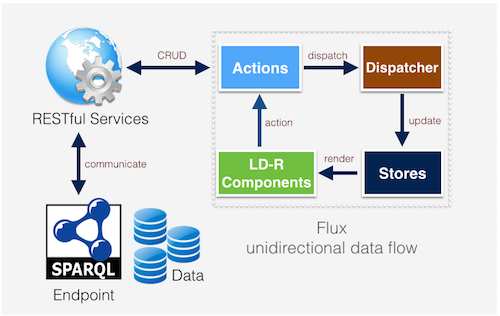 CRUD
Actions
dispatch
Dispatcher
RESTful Services
action
update
communicate
LD-R
Components
render
Stores
Flux
unidirectional data flow
SPARQL
Data
Endpoint